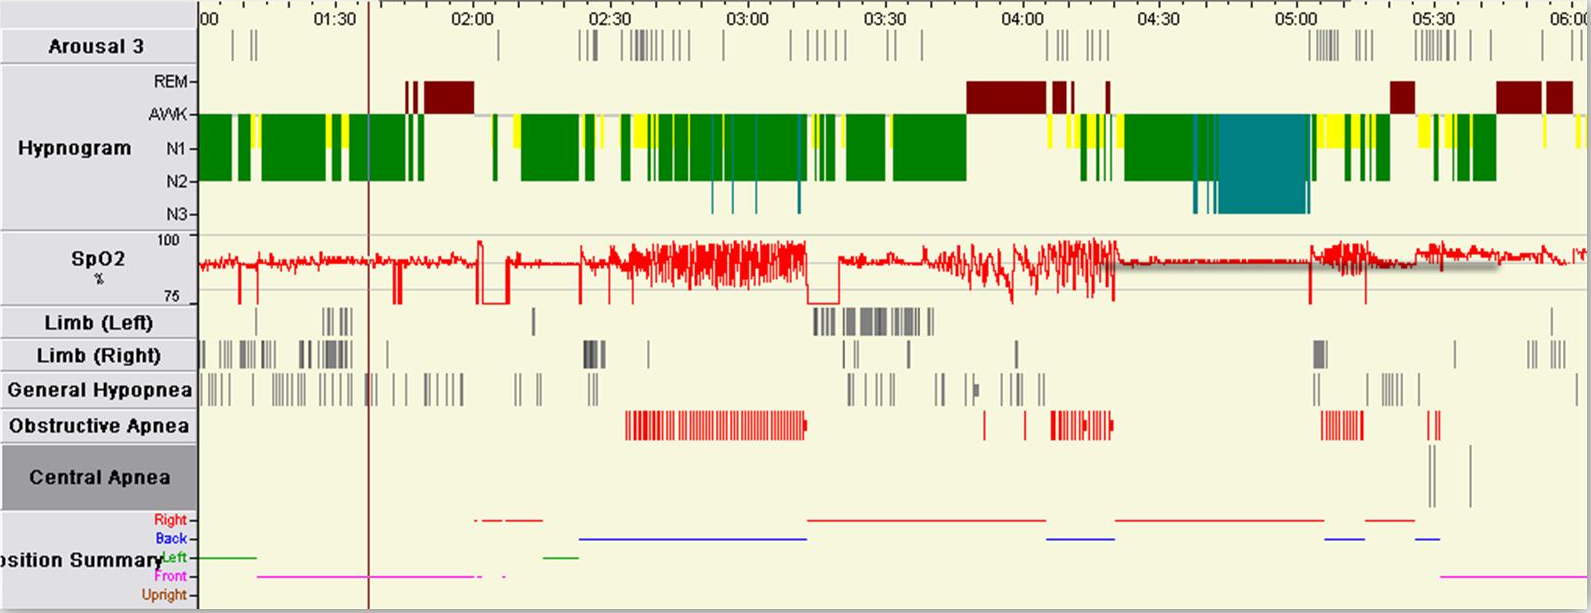 00 01:30 02:00 02:30 03:00 03:30 04:00 04:30 05:00 05:30 06:00
Arousal 3
Hypnogram
REM
AWK
N1
N2
N3
SpO2
%
100
75
Limb (Left)
Limb (Right)
General Hypopnea
Obstructive Apnea
Central Apnea
osition Summary
Right
Back
Left
Front
Upright